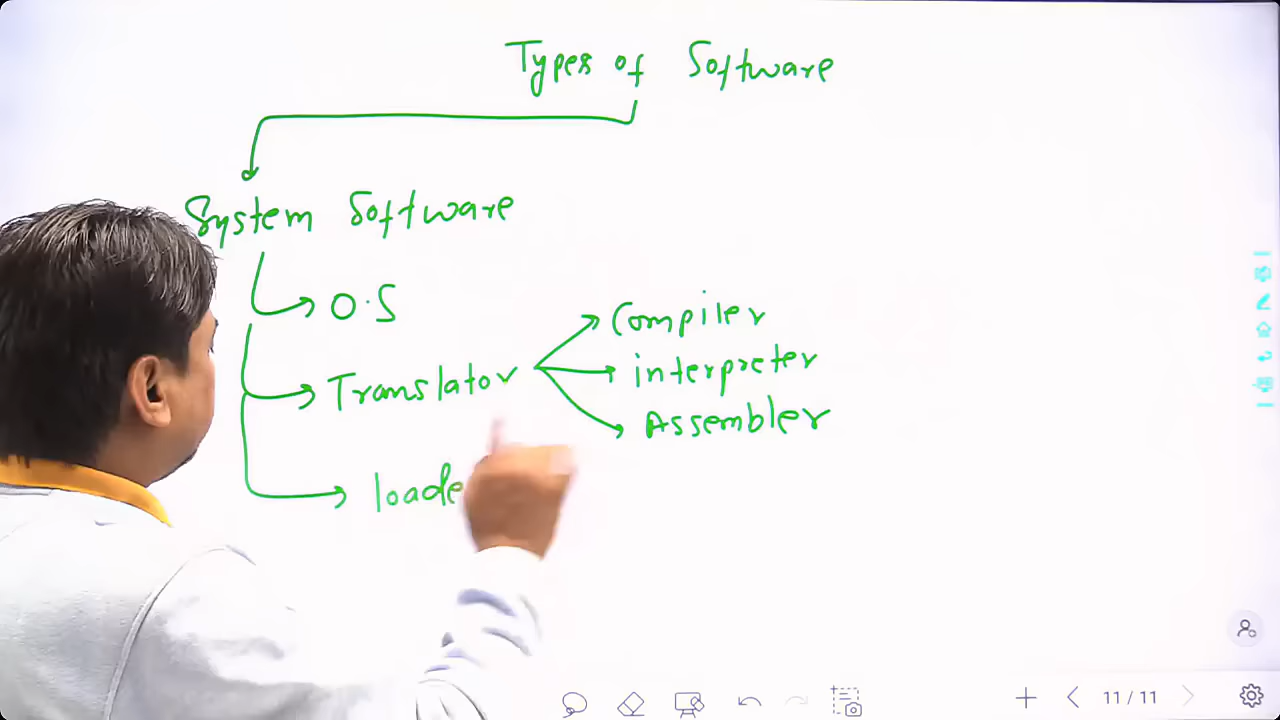 Types of Software
System Software
O.S
Translator
Compiler
interpreter
Assembler
loade
11 / 11